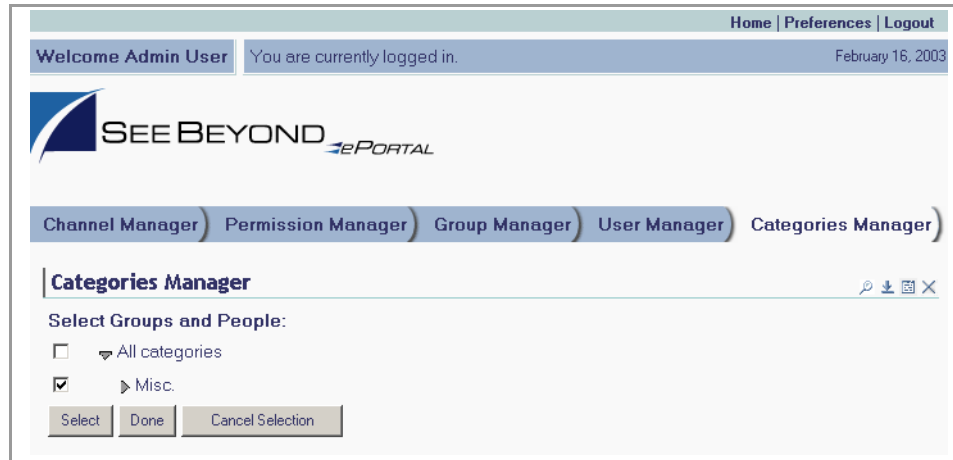 Home | Preferences | Logout
Welcome Admin User You are currently logged in. February 16, 2003
SEEBEYOND ePORTAL
Channel Manager Permission Manager Group Manager User Manager Categories Manager
Categories Manager
Select Groups and People:
All categories
Misc.
Select Done Cancel Selection